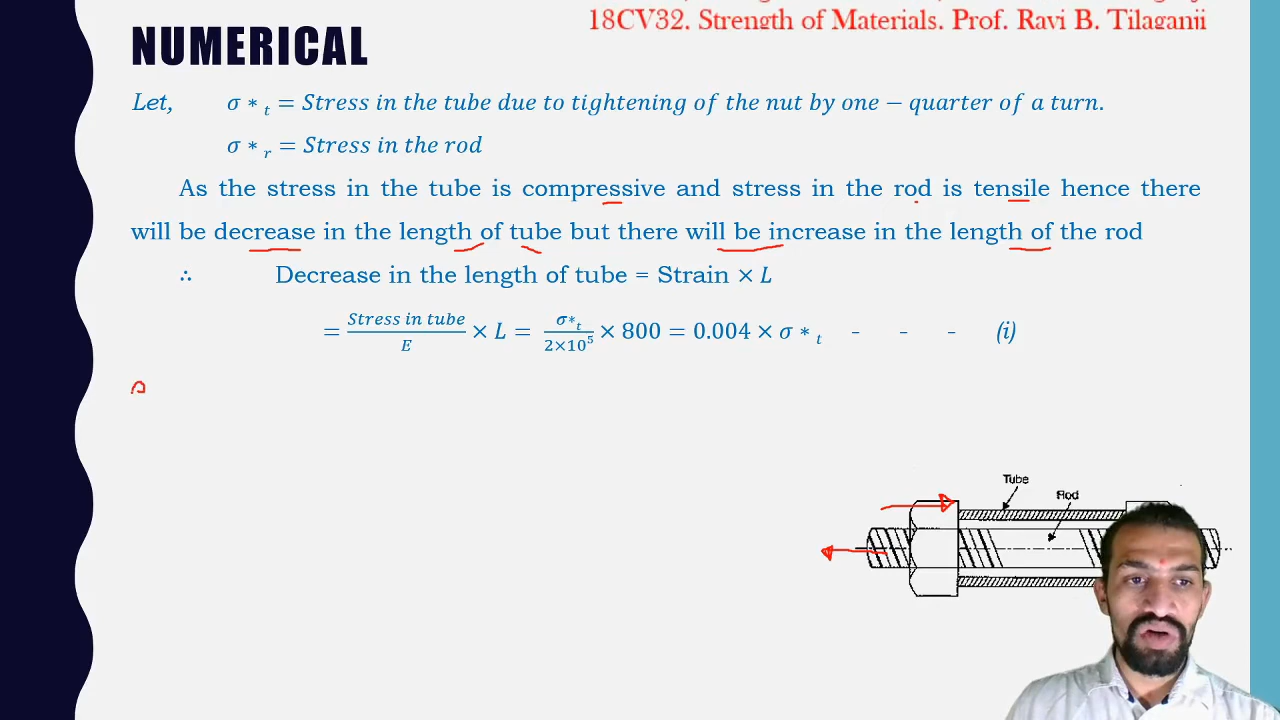 18CV32. Strength of Materials. Prof. Ravi B. Tilaganji
NUMERICAL
Let, σ ∗ₜ = Stress in the tube due to tightening of the nut by one − quarter of a turn.
σ ∗ᵣ = Stress in the rod
As the stress in the tube is compressive and stress in the rod is tensile hence there
will be decrease in the length of tube but there will be increase in the length of the rod
∴ Decrease in the length of tube = Strain × L
= Stress in tube / E × L = σ∗ₜ / 2×10⁵ × 800 = 0.004 × σ ∗ₜ - - - (i)
Tube
Rod